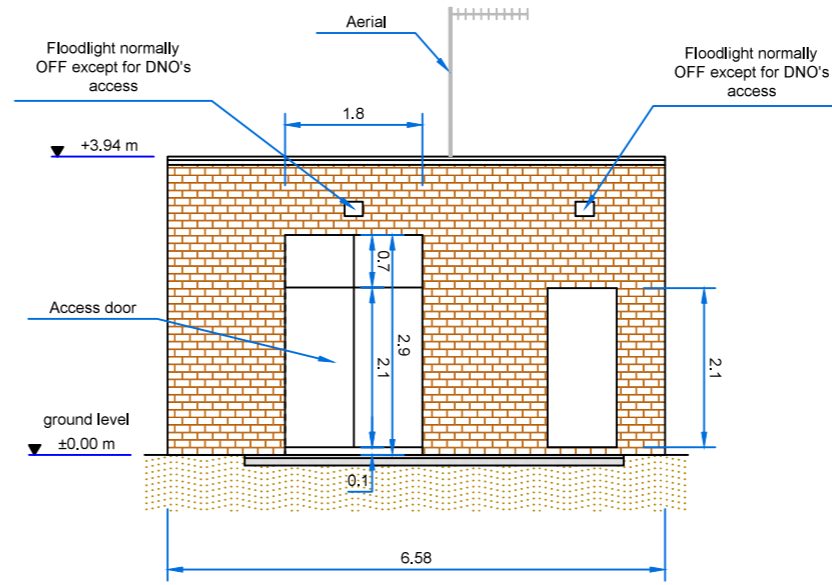 Aerial
Floodlight normally
OFF except for DNO's
access
Floodlight normally
OFF except for DNO's
access
1.8
+3.94 m
0.7
Access door
2.9
2.1
2.1
ground level
±0.00 m
0.1
6.58